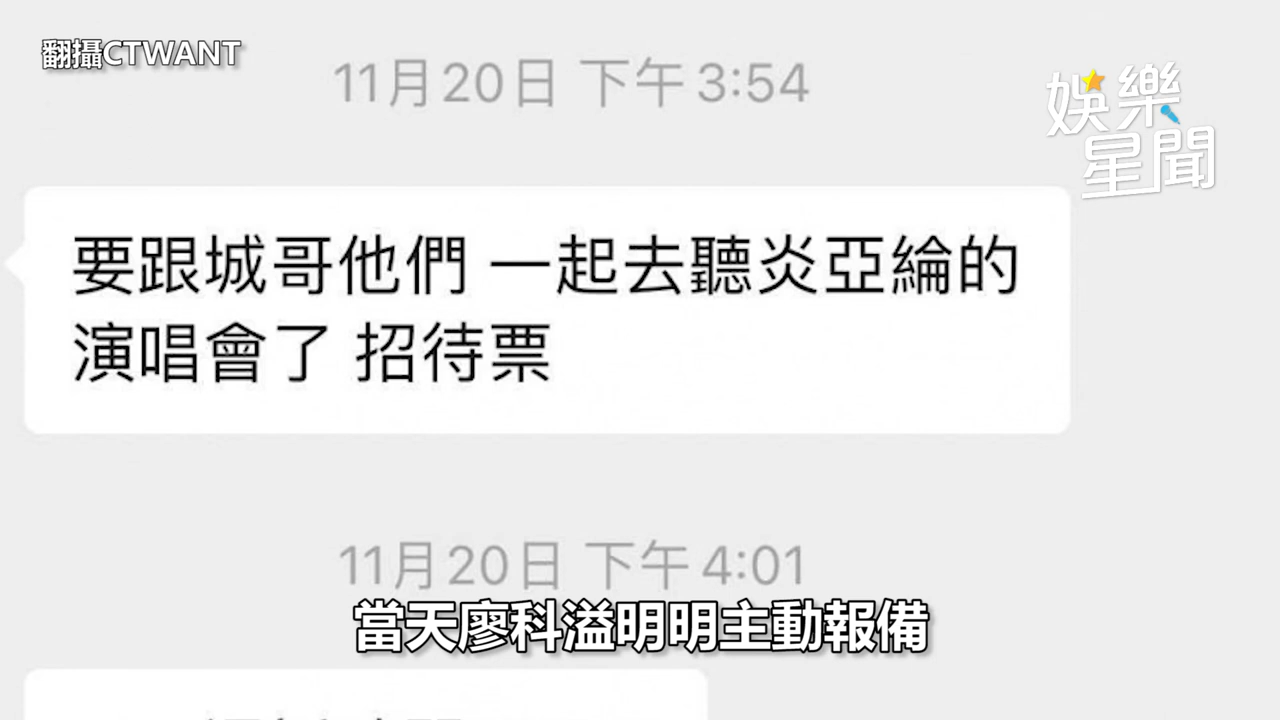 翻攝CTWANT
娛樂
星聞
11月20日 下午3:54
要跟城哥他們 一起去聽炎亞綸的
演唱會了 招待票
11月20日 下午4:01
當天廖科溢明明主動報備